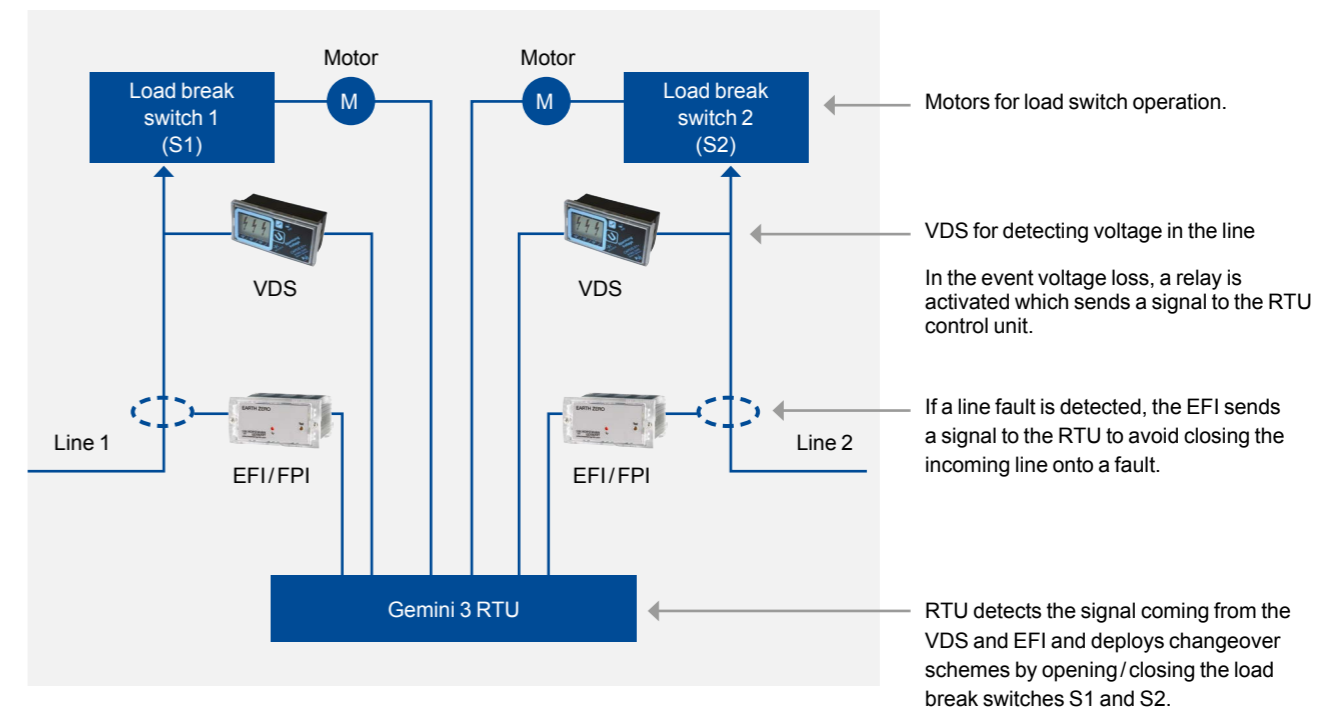 Motor
Motor
Load break
switch 1
(S1)
M
M
Load break
switch 2
(S2)
Motors for load switch operation.
VDS
VDS
VDS for detecting voltage in the line
In the event voltage loss, a relay is
activated which sends a signal to the RTU
control unit.
EARTH ZERO
EARTH ZERO
Line 1
EFI/FPI
EFI/FPI
Line 2
If a line fault is detected, the EFI sends
a signal to the RTU to avoid closing the
incoming line onto a fault.
Gemini 3 RTU
RTU detects the signal coming from the
VDS and EFI and deploys changeover
schemes by opening/closing the load
break switches S1 and S2.